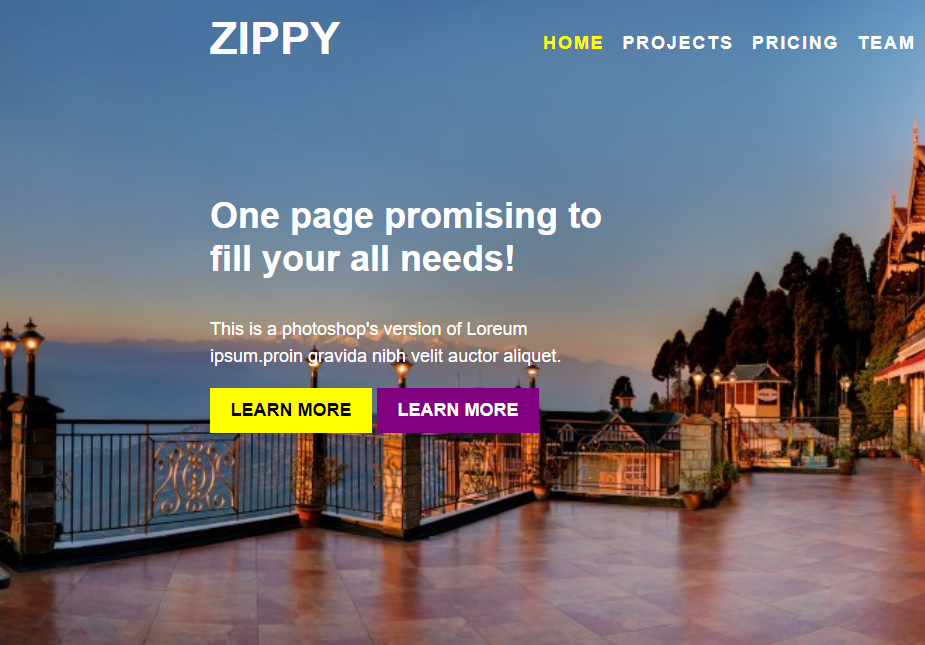 ZIPPY
HOME PROJECTS PRICING TEAM
One page promising to
fill your all needs!
This is a photoshop's version of Loreum
ipsum.proin gravida nibh velit auctor aliquet.
LEARN MORE LEARN MORE